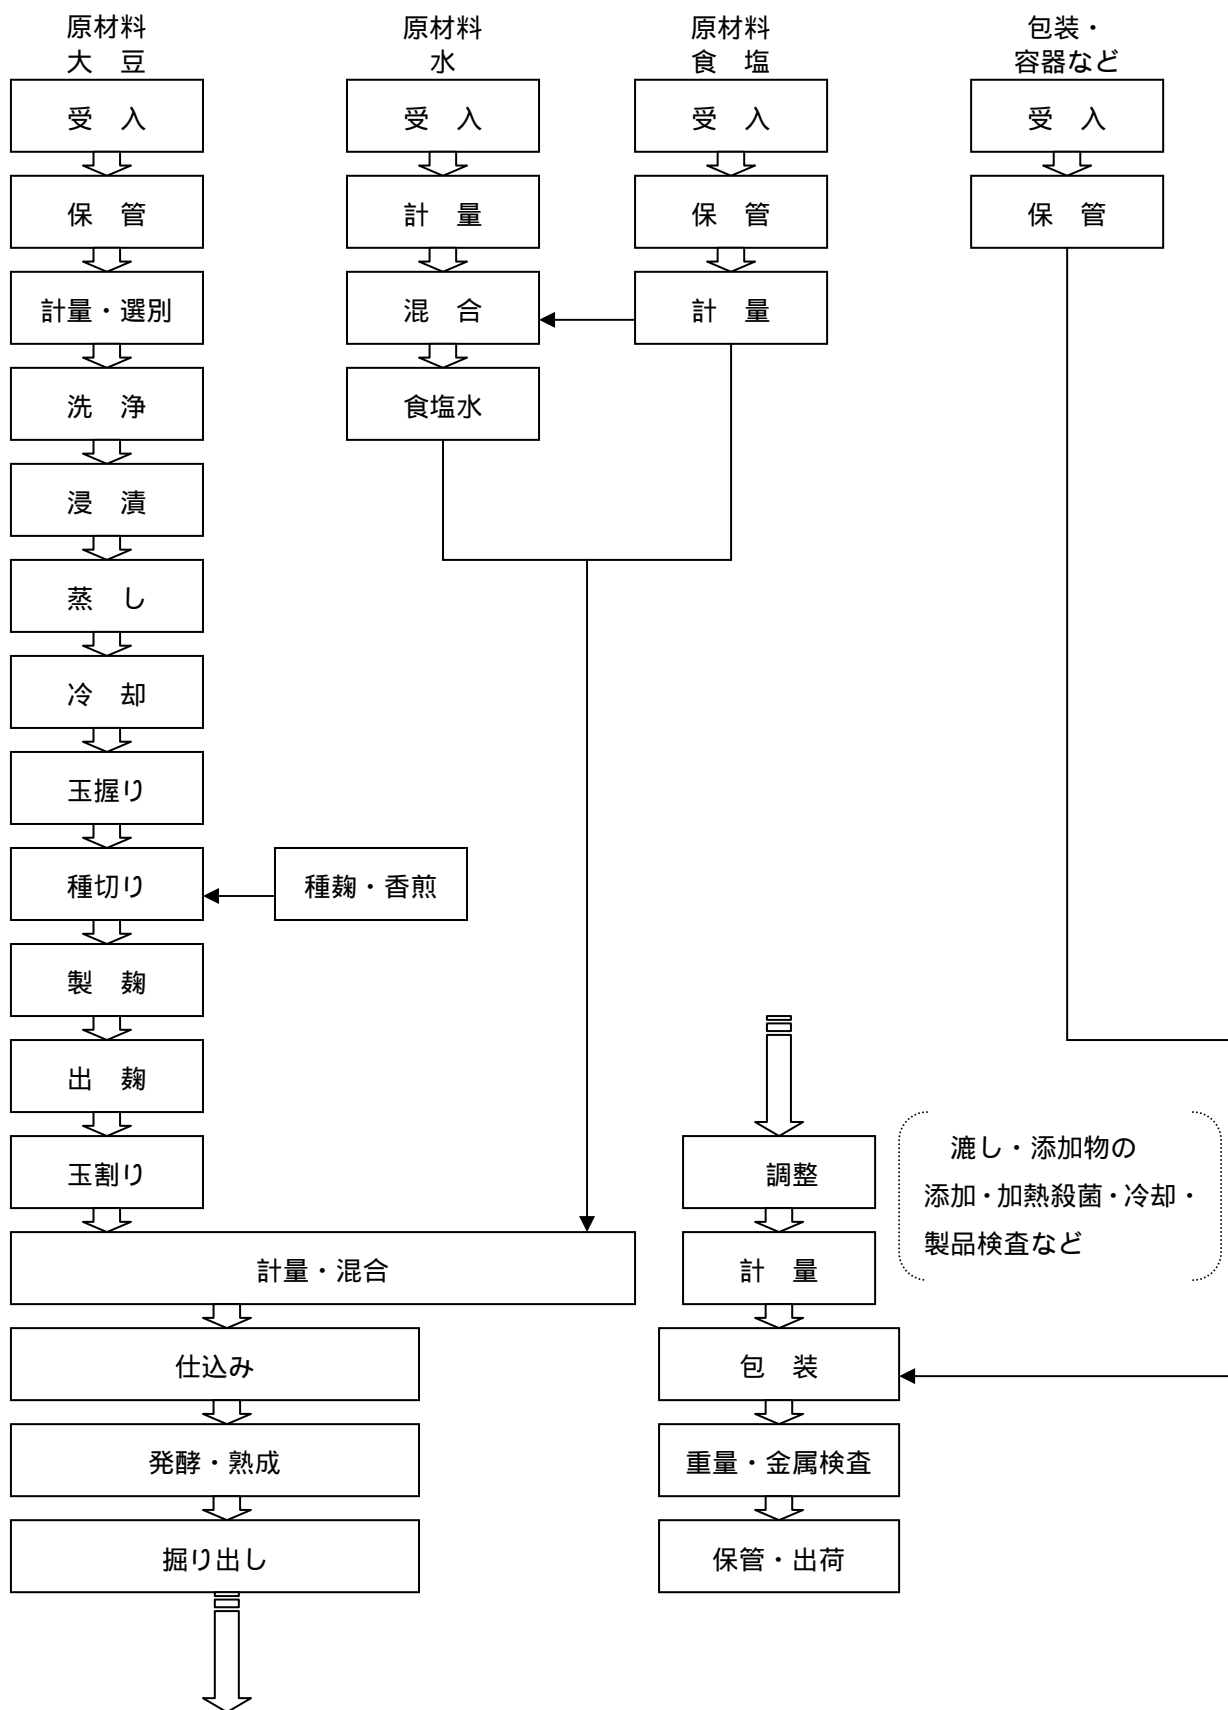 原材料
大　豆
受　入
保　管
計量・選別
洗　浄
浸　漬
蒸　し
冷　却
玉握り
種切り
製　麹
出　麹
玉割り
種麹・香煎
原材料
水
受　入
計　量
混　合
食塩水
原材料
食　塩
受　入
保　管
計　量
計量・混合
仕込み
発酵・熟成
掘り出し
包装・
容器など
受　入
保　管
調整
漉し・添加物の
添加・加熱殺菌・冷却・
製品検査など
計　量
包　装
重量・金属検査
保管・出荷